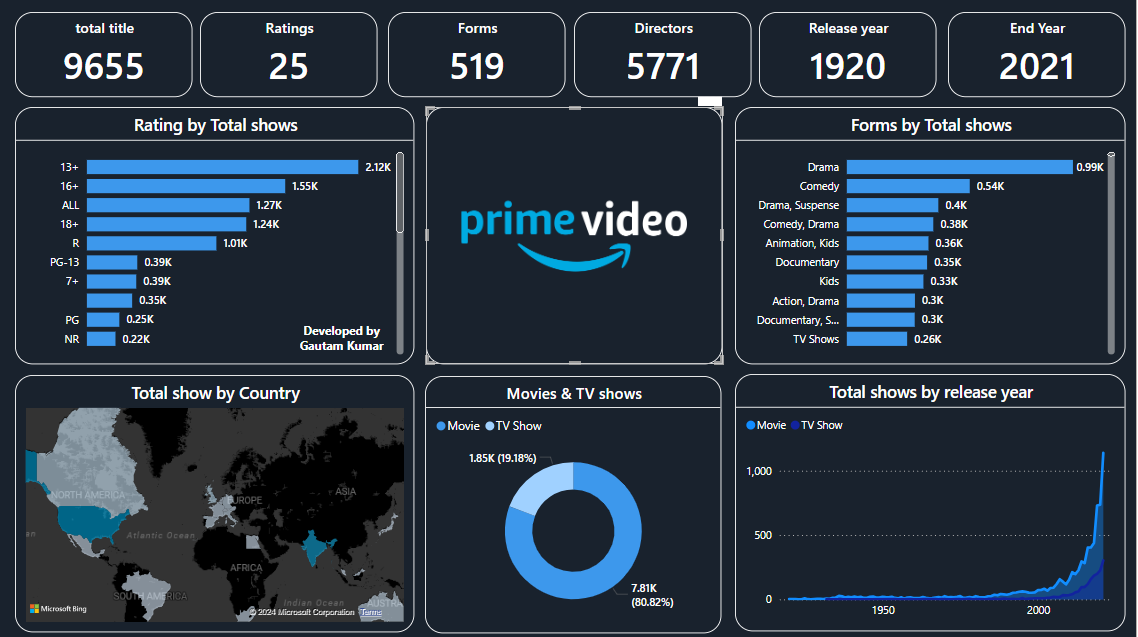 total title
9655
Ratings
25
Forms
519
Directors
5771
Release year
1920
End Year
2021
Rating by Total shows
13+ 2.12K
16+ 1.55K
ALL 1.27K
18+ 1.24K
R 1.01K
PG-13 0.39K
7+ 0.39K
0.35K
PG 0.25K
NR 0.22K
Developed by
Gautam Kumar
prime video
Forms by Total shows
Drama 0.99K
Comedy 0.54K
Drama, Suspense 0.4K
Comedy, Drama 0.38K
Animation, Kids 0.36K
Documentary 0.35K
Kids 0.33K
Action, Drama 0.3K
Documentary, S... 0.3K
TV Shows 0.26K
Total show by Country
NORTH AMERICA
EUROPE
ASIA
Atlantic Ocean
AFRICA
SOUTH AMERICA
Indian Ocean
AUSTRA
Microsoft Bing
© 2024 Microsoft Corporation Terms
Movies & TV shows
Movie TV Show
1.85K (19.18%)
7.81K
(80.82%)
Total shows by release year
Movie TV Show
1,000
500
0
1950 2000